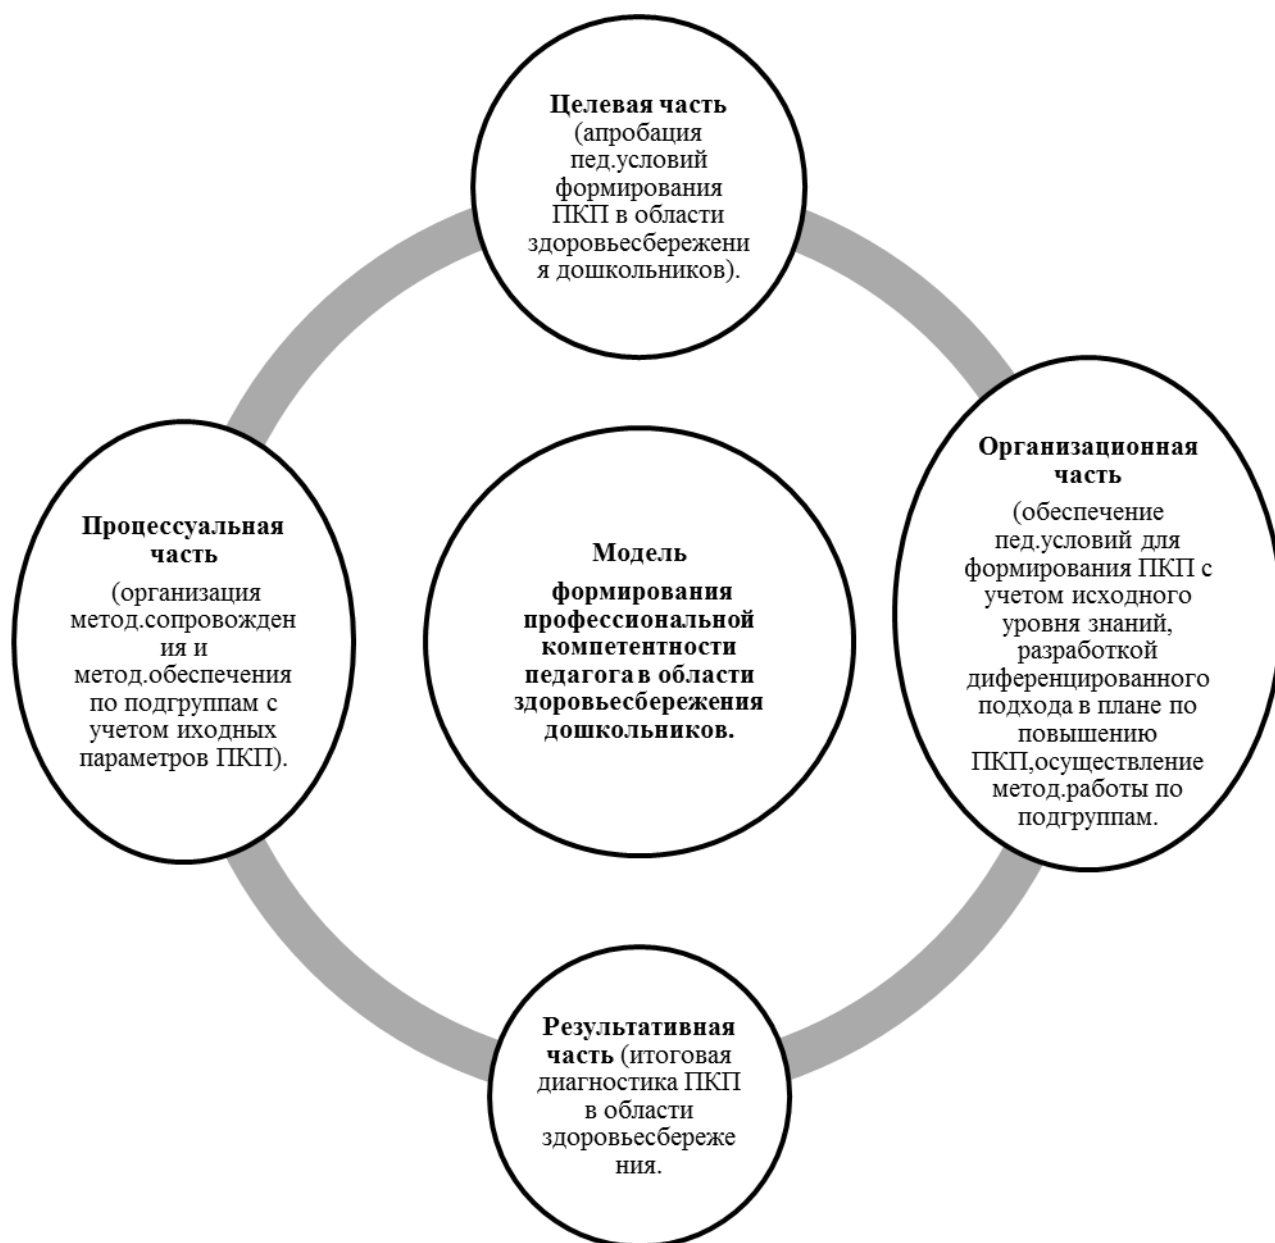 Целевая часть
(апробация
пед.условий
формирования
ПКП в области
здоровьесбережени
я дошкольников).
Организационная
часть
(обеспечение
пед.условий для
формирования ПКП с
учетом исходного
уровня знаний,
разработкой
диференцированного
подхода в плане по
повышению
ПКП,осуществление
метод.работы по
подгруппам.
Процессуальная
часть
(организация
метод.сопровожден
ия и
метод.обеспечения
по подгруппам с
учетом иходных
параметров ПКП).
Модель
формирования
профессиональной
компетентности
педагога в области
здоровьесбережения
дошкольников.
Результативная
часть (итоговая
диагностика ПКП
в области
здоровьесбереже
ния.